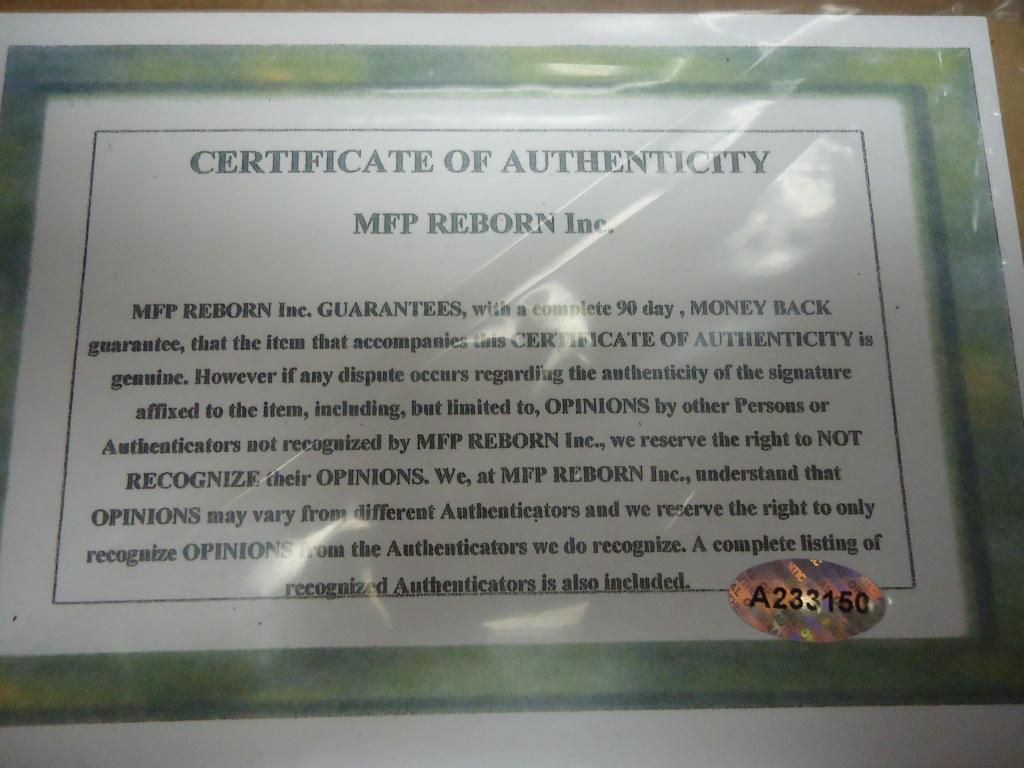 CERTIFICATE OF AUTHENTICITY
MFP REBORN Inc.
MFP REBORN Inc. GUARANTEES, with a complete 90 day , MONEY BACK
guarantee, that the item that accompanies this CERTIFICATE OF AUTHENTICITY is
genuine. However if any dispute occurs regarding the authenticity of the signature
affixed to the item, including, but limited to, OPINIONS by other Persons or
Authenticators not recognized by MFP REBORN Inc., we reserve the right to NOT
RECOGNIZE their OPINIONS. We, at MFP REBORN Inc., understand that
OPINIONS may vary from different Authenticators and we reserve the right to only
recognize OPINIONS from the Authenticators we do recognize. A complete listing of
recognized Authenticators is also included.
A233150